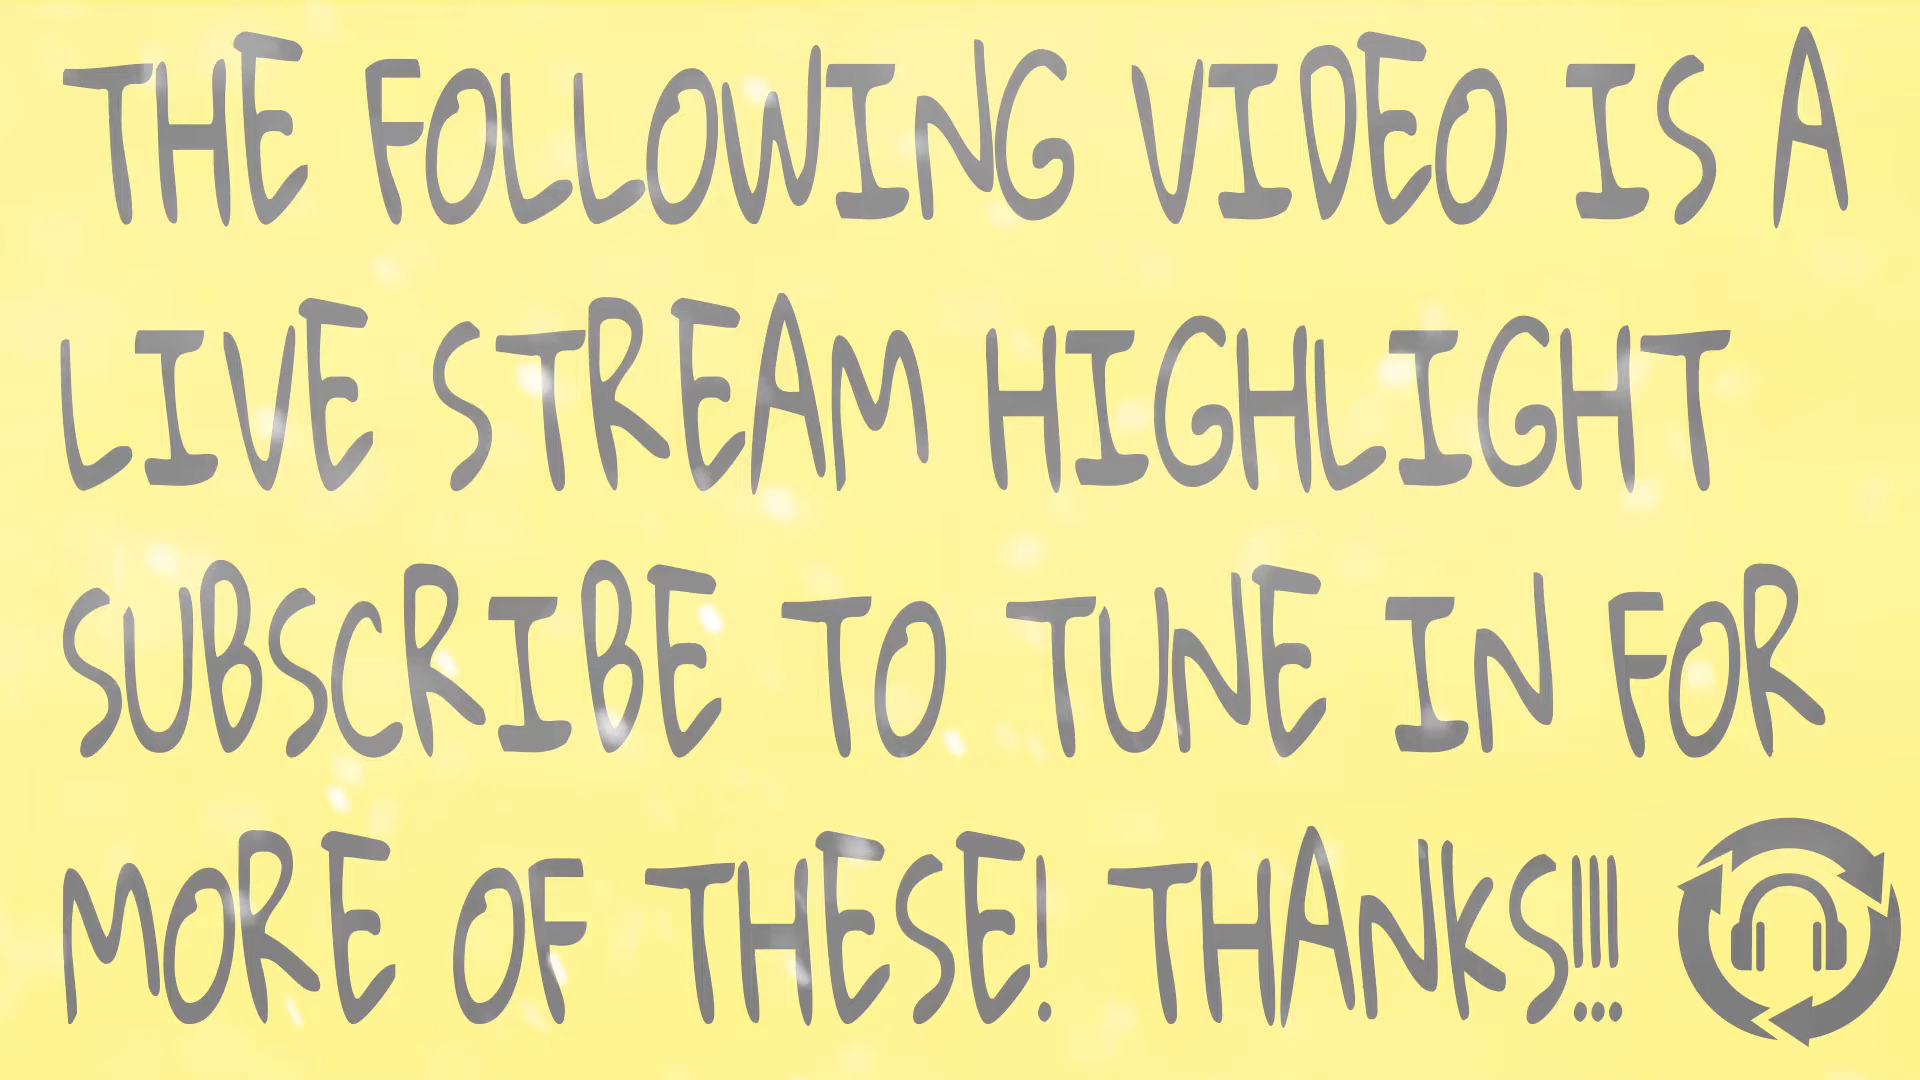 THE FOLLOWING VIDEO IS A
LIVE STREAM HIGHLIGHT
SUBSCRIBE TO TUNE IN FOR
MORE OF THESE! THANKS!!!